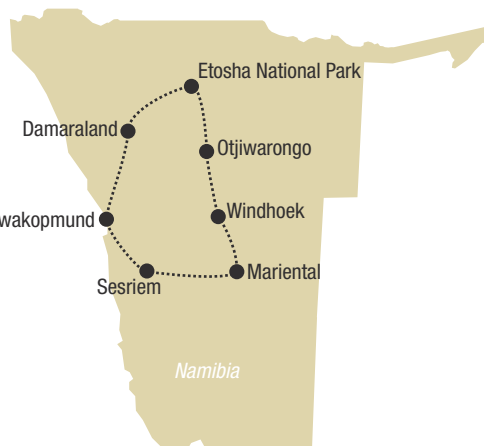 Etosha National Park
Damaraland
Otjiwarongo
wakopmund
Windhoek
Mariental
Sesriem
Namibia